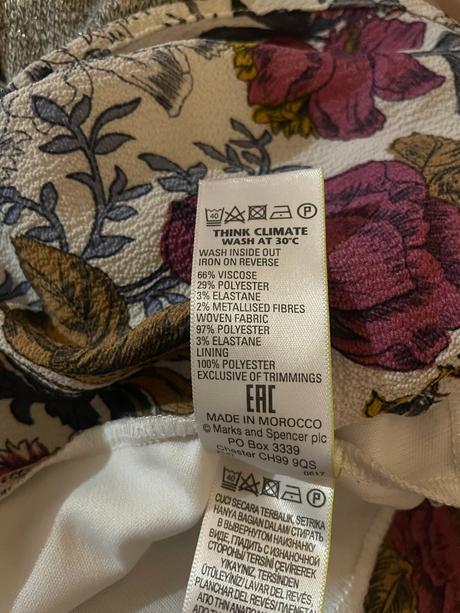 40 P
THINK CLIMATE
WASH AT 30°C
WASH INSIDE OUT
IRON ON REVERSE
66% VISCOSE
29% POLYESTER
3% ELASTANE
2% METALLISED FIBRES
WOVEN FABRIC
97% POLYESTER
3% ELASTANE
LINING
100% POLYESTER
EXCLUSIVE OF TRIMMINGS
EAC
MADE IN MOROCCO
© Marks and Spencer plc
PO Box 3339
Chester CH99 9QS
0617
40 P
CUCI SECARA TERBALIK, SETRIKA
HANYA BAGIAN DALAM/ СТИРАТЬ
В ВЫВЕРНУТОМ НАИЗНАНКУ
ВИДЕ, ГЛАДИТЬ С ИЗНАНОЧНОЙ
СТОРОНЫ/ TERSİNİ ÇEVİREREK
YIKAYINIZ, TERSİNDEN
ÜTÜLEYİNİZ/ LAVAR DEL REVÉS,
PLANCHAR DEL REVÉS/